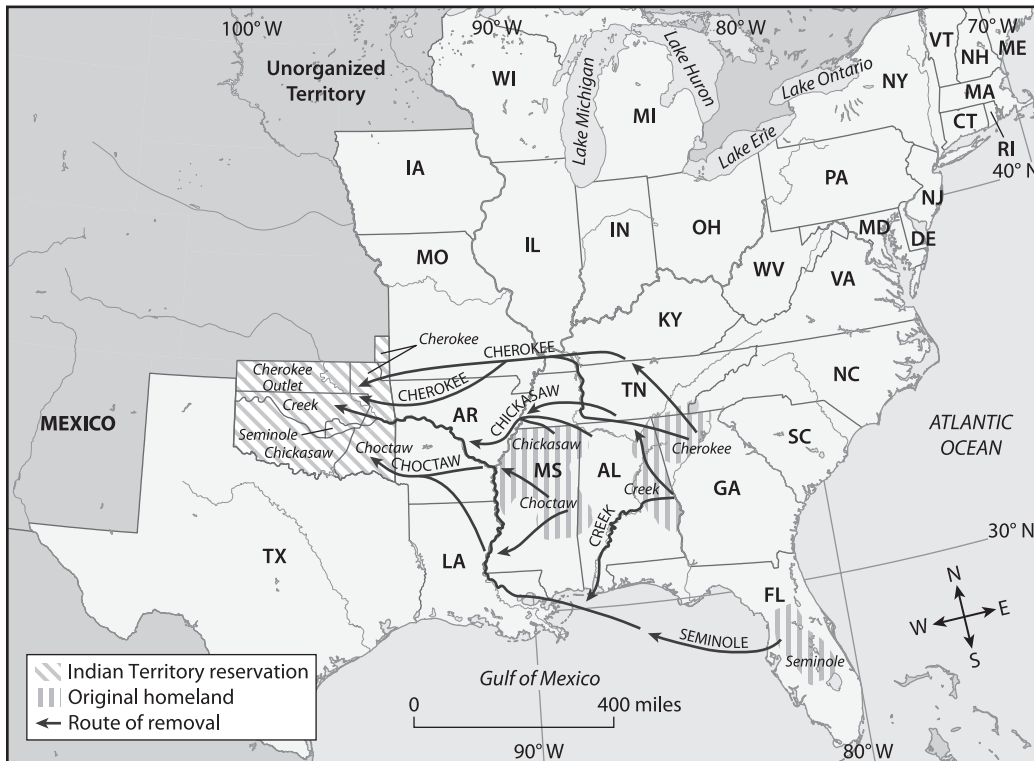 100° W
90° W
80° W
70° W
Unorganized
Territory
WI
Lake Michigan
Lake Huron
MI
Lake Ontario
Lake Erie
NY
VT
NH
ME
MA
CT
RI
40° N
IA
PA
NJ
OH
IN
IL
MD
DE
MO
WV
VA
KY
Cherokee
CHEROKEE
Cherokee
Outlet
CHEROKEE
TN
NC
Creek
CHICKASAW
AR
MEXICO
Seminole
Chickasaw
Choctaw
Chickasaw
Cherokee
SC
ATLANTIC
OCEAN
CHOCTAW
MS
AL
GA
Creek
Choctaw
CREEK
30° N
TX
LA
FL
N
W
E
S
SEMINOLE
Seminole
Gulf of Mexico
Indian Territory reservation
Original homeland
Route of removal
0
400 miles
90° W
80° W